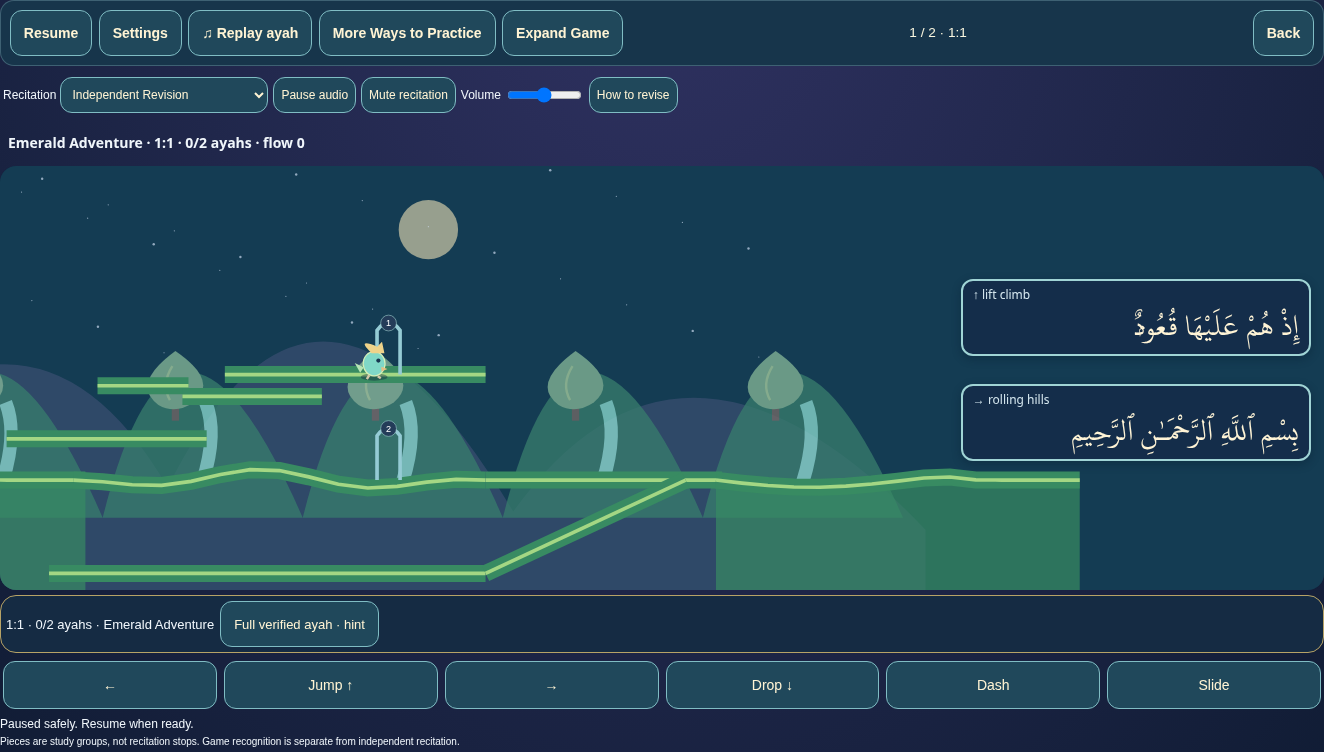 Resume
Settings
♫ Replay ayah
More Ways to Practice
Expand Game
1 / 2 · 1:1
Back
Recitation
Independent Revision
Pause audio
Mute recitation
Volume
How to revise
Emerald Adventure · 1:1 · 0/2 ayahs · flow 0
1
2
↑ lift climb
إِذْ هُمْ عَلَيْهَا قُعُودٌ
→ rolling hills
بِسْمِ ٱللَّهِ ٱلرَّحْمَـٰنِ ٱلرَّحِيمِ
1:1 · 0/2 ayahs · Emerald Adventure
Full verified ayah · hint
←
Jump ↑
→
Drop ↓
Dash
Slide
Paused safely. Resume when ready.
Pieces are study groups, not recitation stops. Game recognition is separate from independent recitation.